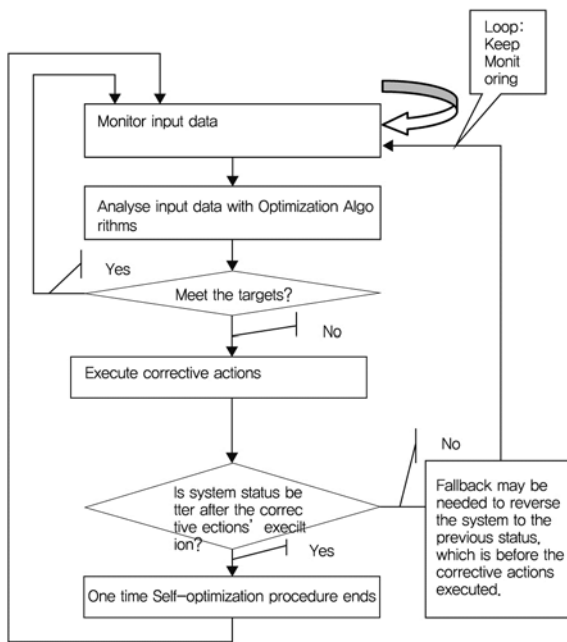 Loop:
Keep
Monit
oring
Monitor input data
Analyse input data with Optimization Algo
rithms
Yes
Meet the targets?
No
Execute corrective actions
No
Is system status be
tter after the correc
tive ections' execilt
ion?
Fallback may be
needed to reverse
the system to the
previous status,
which is before the
corrective actions
executed.
Yes
One time Self-optimization procedure ends